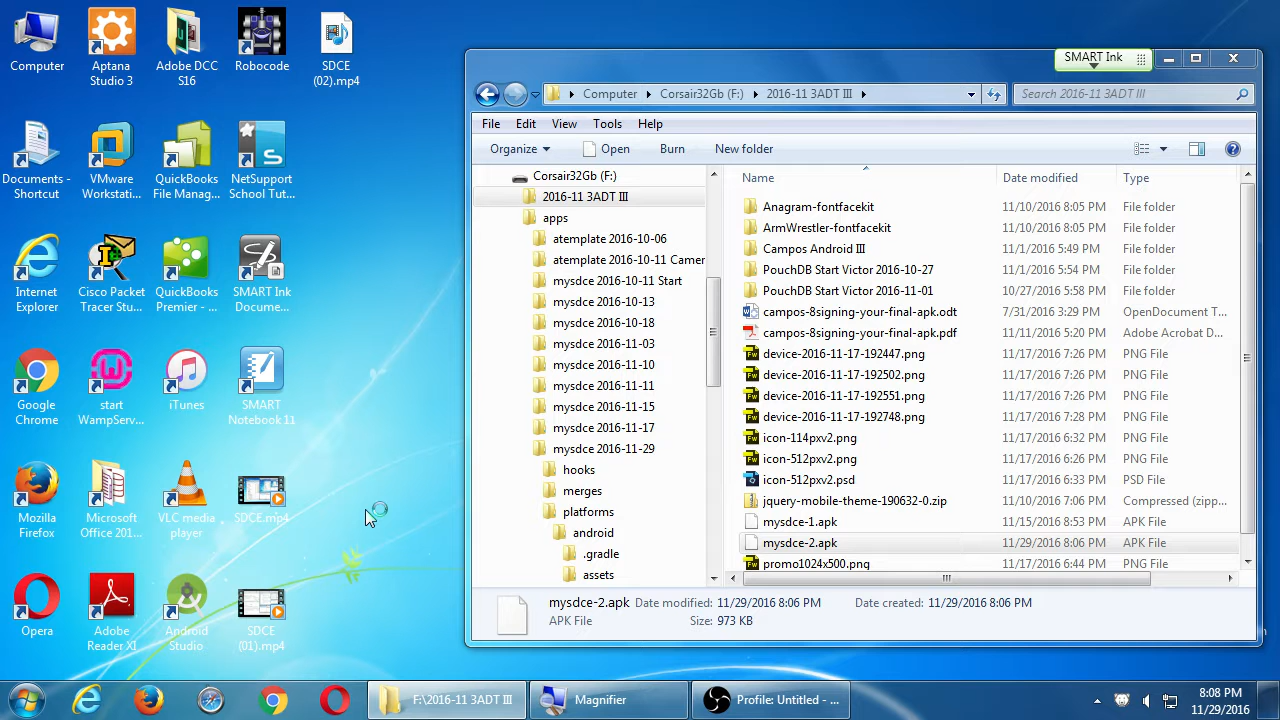 Computer
Aptana
Studio 3
Adobe DCC
S16
Robocode
SDCE
(02).mp4
Documents -
Shortcut
VMware
Workstati...
QuickBooks
File Manag...
NetSupport
School Tut...
Internet
Explorer
Cisco Packet
Tracer Stu...
QuickBooks
Premier - ...
SMART Ink
Docume...
Google
Chrome
start
WampServ...
iTunes
SMART
Notebook 11
Mozilla
Firefox
Microsoft
Office 201...
VLC media
player
SDCE.mp4
Opera
Adobe
Reader XI
Android
Studio
SDCE
(01).mp4
SMART Ink
Computer
Corsair32Gb (F:)
2016-11 3ADT III
Search 2016-11 3ADT III
File Edit View Tools Help
Organize Open Burn New folder
Corsair32Gb (F:)
2016-11 3ADT III
apps
atemplate 2016-10-06
atemplate 2016-10-11 Camer
mysdce 2016-10-11 Start
mysdce 2016-10-13
mysdce 2016-10-18
mysdce 2016-11-03
mysdce 2016-11-10
mysdce 2016-11-11
mysdce 2016-11-15
mysdce 2016-11-17
mysdce 2016-11-29
hooks
merges
platforms
android
.gradle
assets
Name Date modified Type
Anagram-fontfacekit 11/10/2016 8:05 PM File folder
ArmWrestler-fontfacekit 11/10/2016 8:05 PM File folder
Campos Android III 11/1/2016 5:49 PM File folder
PouchDB Start Victor 2016-10-27 11/1/2016 5:54 PM File folder
PouchDB Start Victor 2016-11-01 10/27/2016 5:58 PM File folder
campos-8signing-your-final-apk.odt 7/31/2016 3:29 PM OpenDocument T...
campos-8signing-your-final-apk.pdf 11/11/2016 5:20 PM Adobe Acrobat D...
device-2016-11-17-192447.png 11/17/2016 7:26 PM PNG File
device-2016-11-17-192502.png 11/17/2016 7:26 PM PNG File
device-2016-11-17-192551.png 11/17/2016 7:26 PM PNG File
device-2016-11-17-192748.png 11/17/2016 7:28 PM PNG File
icon-114pxv2.png 11/17/2016 6:32 PM PNG File
icon-512pxv2.png 11/17/2016 6:31 PM PNG File
icon-512pxv2.psd 11/17/2016 6:31 PM PSD File
jquery-mobile-theme-190632-0.zip 11/10/2016 7:06 PM Compressed (zipp...
mysdce-1.apk 11/15/2016 8:53 PM APK File
mysdce-2.apk 11/29/2016 8:06 PM APK File
promo1024x500.png 11/17/2016 6:44 PM PNG File
mysdce-2.apk Date modified: 11/29/2016 8:06 PM Date created: 11/29/2016 8:06 PM
APK File Size: 973 KB
F:\2016-11 3ADT III
Magnifier
Profile: Untitled - ...
8:08 PM
11/29/2016